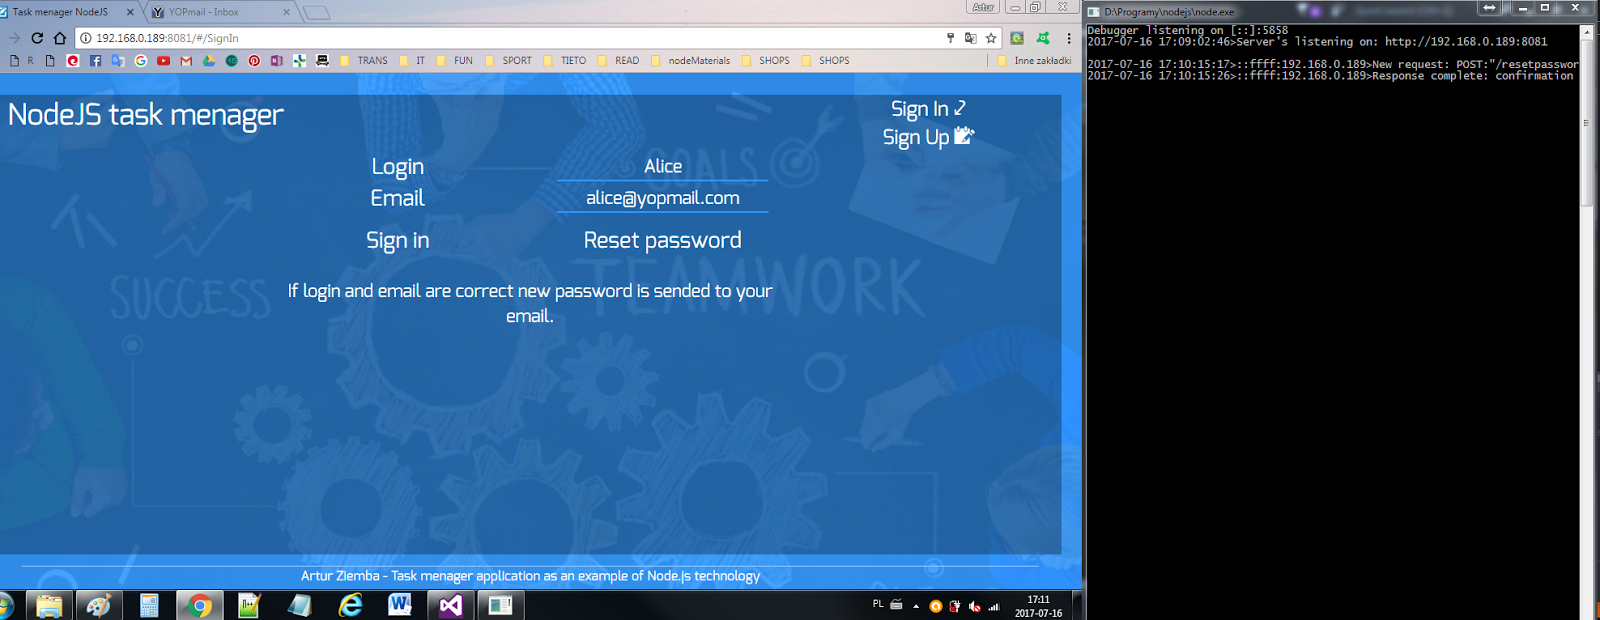 Task menager NodeJS
YOPmail - Inbox
Artur
192.168.0.189:8081/#/SignIn
R
TRANS
IT
FUN
SPORT
TIETO
READ
nodeMaterials
SHOPS
SHOPS
Inne zakładki
NodeJS task menager
Sign In
Sign Up
Login Alice
Email alice@yopmail.com
Sign in Reset password
If login and email are correct new password is sended to your
email.
GOALS
SUCCESS
TEAMWORK
Artur Ziemba - Task menager application as an example of Node.js technology
PL
17:11
2017-07-16
D:\Programy\nodejs\node.exe
Debugger listening on [::]:5858
2017-07-16 17:09:02:46>Server's listening on: http://192.168.0.189:8081
2017-07-16 17:10:15:17>::ffff:192.168.0.189>New request: POST:"/resetpasswor
2017-07-16 17:10:15:26>::ffff:192.168.0.189>Response complete: confirmation